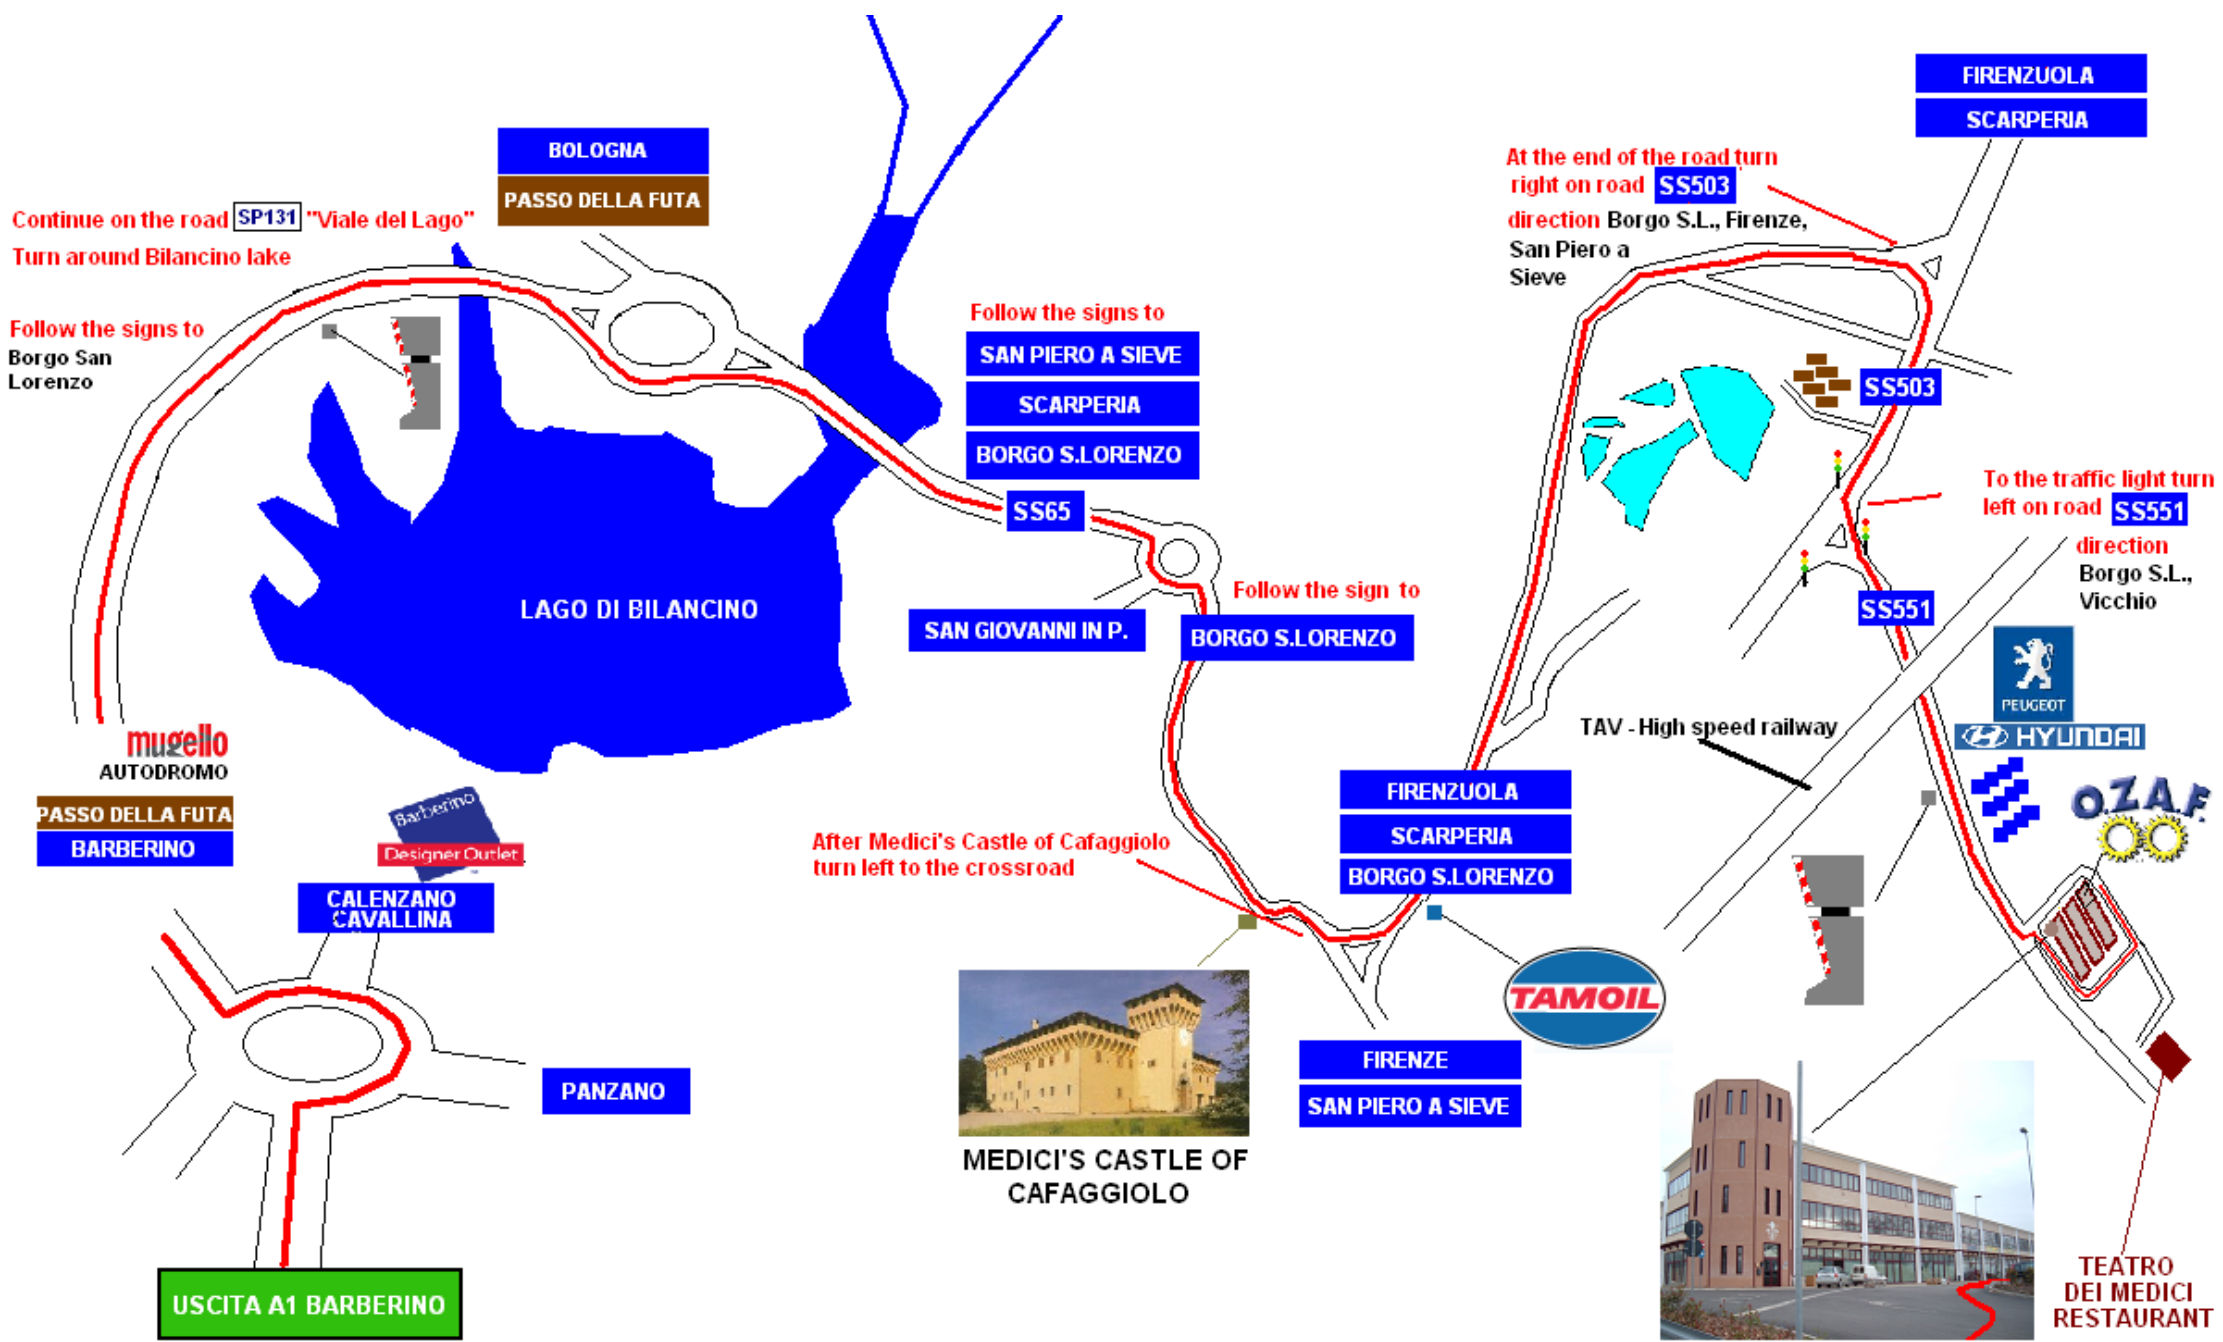 FIRENZUOLA
SCARPERIA
BOLOGNA
PASSO DELLA FUTA
At the end of the road turn
right on road SS503
direction Borgo S.L., Firenze,
San Piero a
Sieve
Continue on the road SP131 "Viale del Lago"
Turn around Bilancino lake
Follow the signs to
Borgo San
Lorenzo
Follow the signs to
SAN PIERO A SIEVE
SCARPERIA
BORGO S.LORENZO
SS65
SS503
To the traffic light turn
left on road SS551
direction
Borgo S.L.,
Vicchio
SS551
LAGO DI BILANCINO
SAN GIOVANNI IN P.
Follow the sign to
BORGO S.LORENZO
PEUGEOT
HYUNDAI
TAV - High speed railway
mugello
AUTODROMO
PASSO DELLA FUTA
BARBERINO
Barberino
Designer Outlet
CALENZANO
CAVALLINA
After Medici's Castle of Cafaggiolo
turn left to the crossroad
FIRENZUOLA
SCARPERIA
BORGO S.LORENZO
O.Z.A.F.
TAMOIL
PANZANO
FIRENZE
SAN PIERO A SIEVE
MEDICI'S CASTLE OF
CAFAGGIOLO
USCITA A1 BARBERINO
TEATRO
DEI MEDICI
RESTAURANT